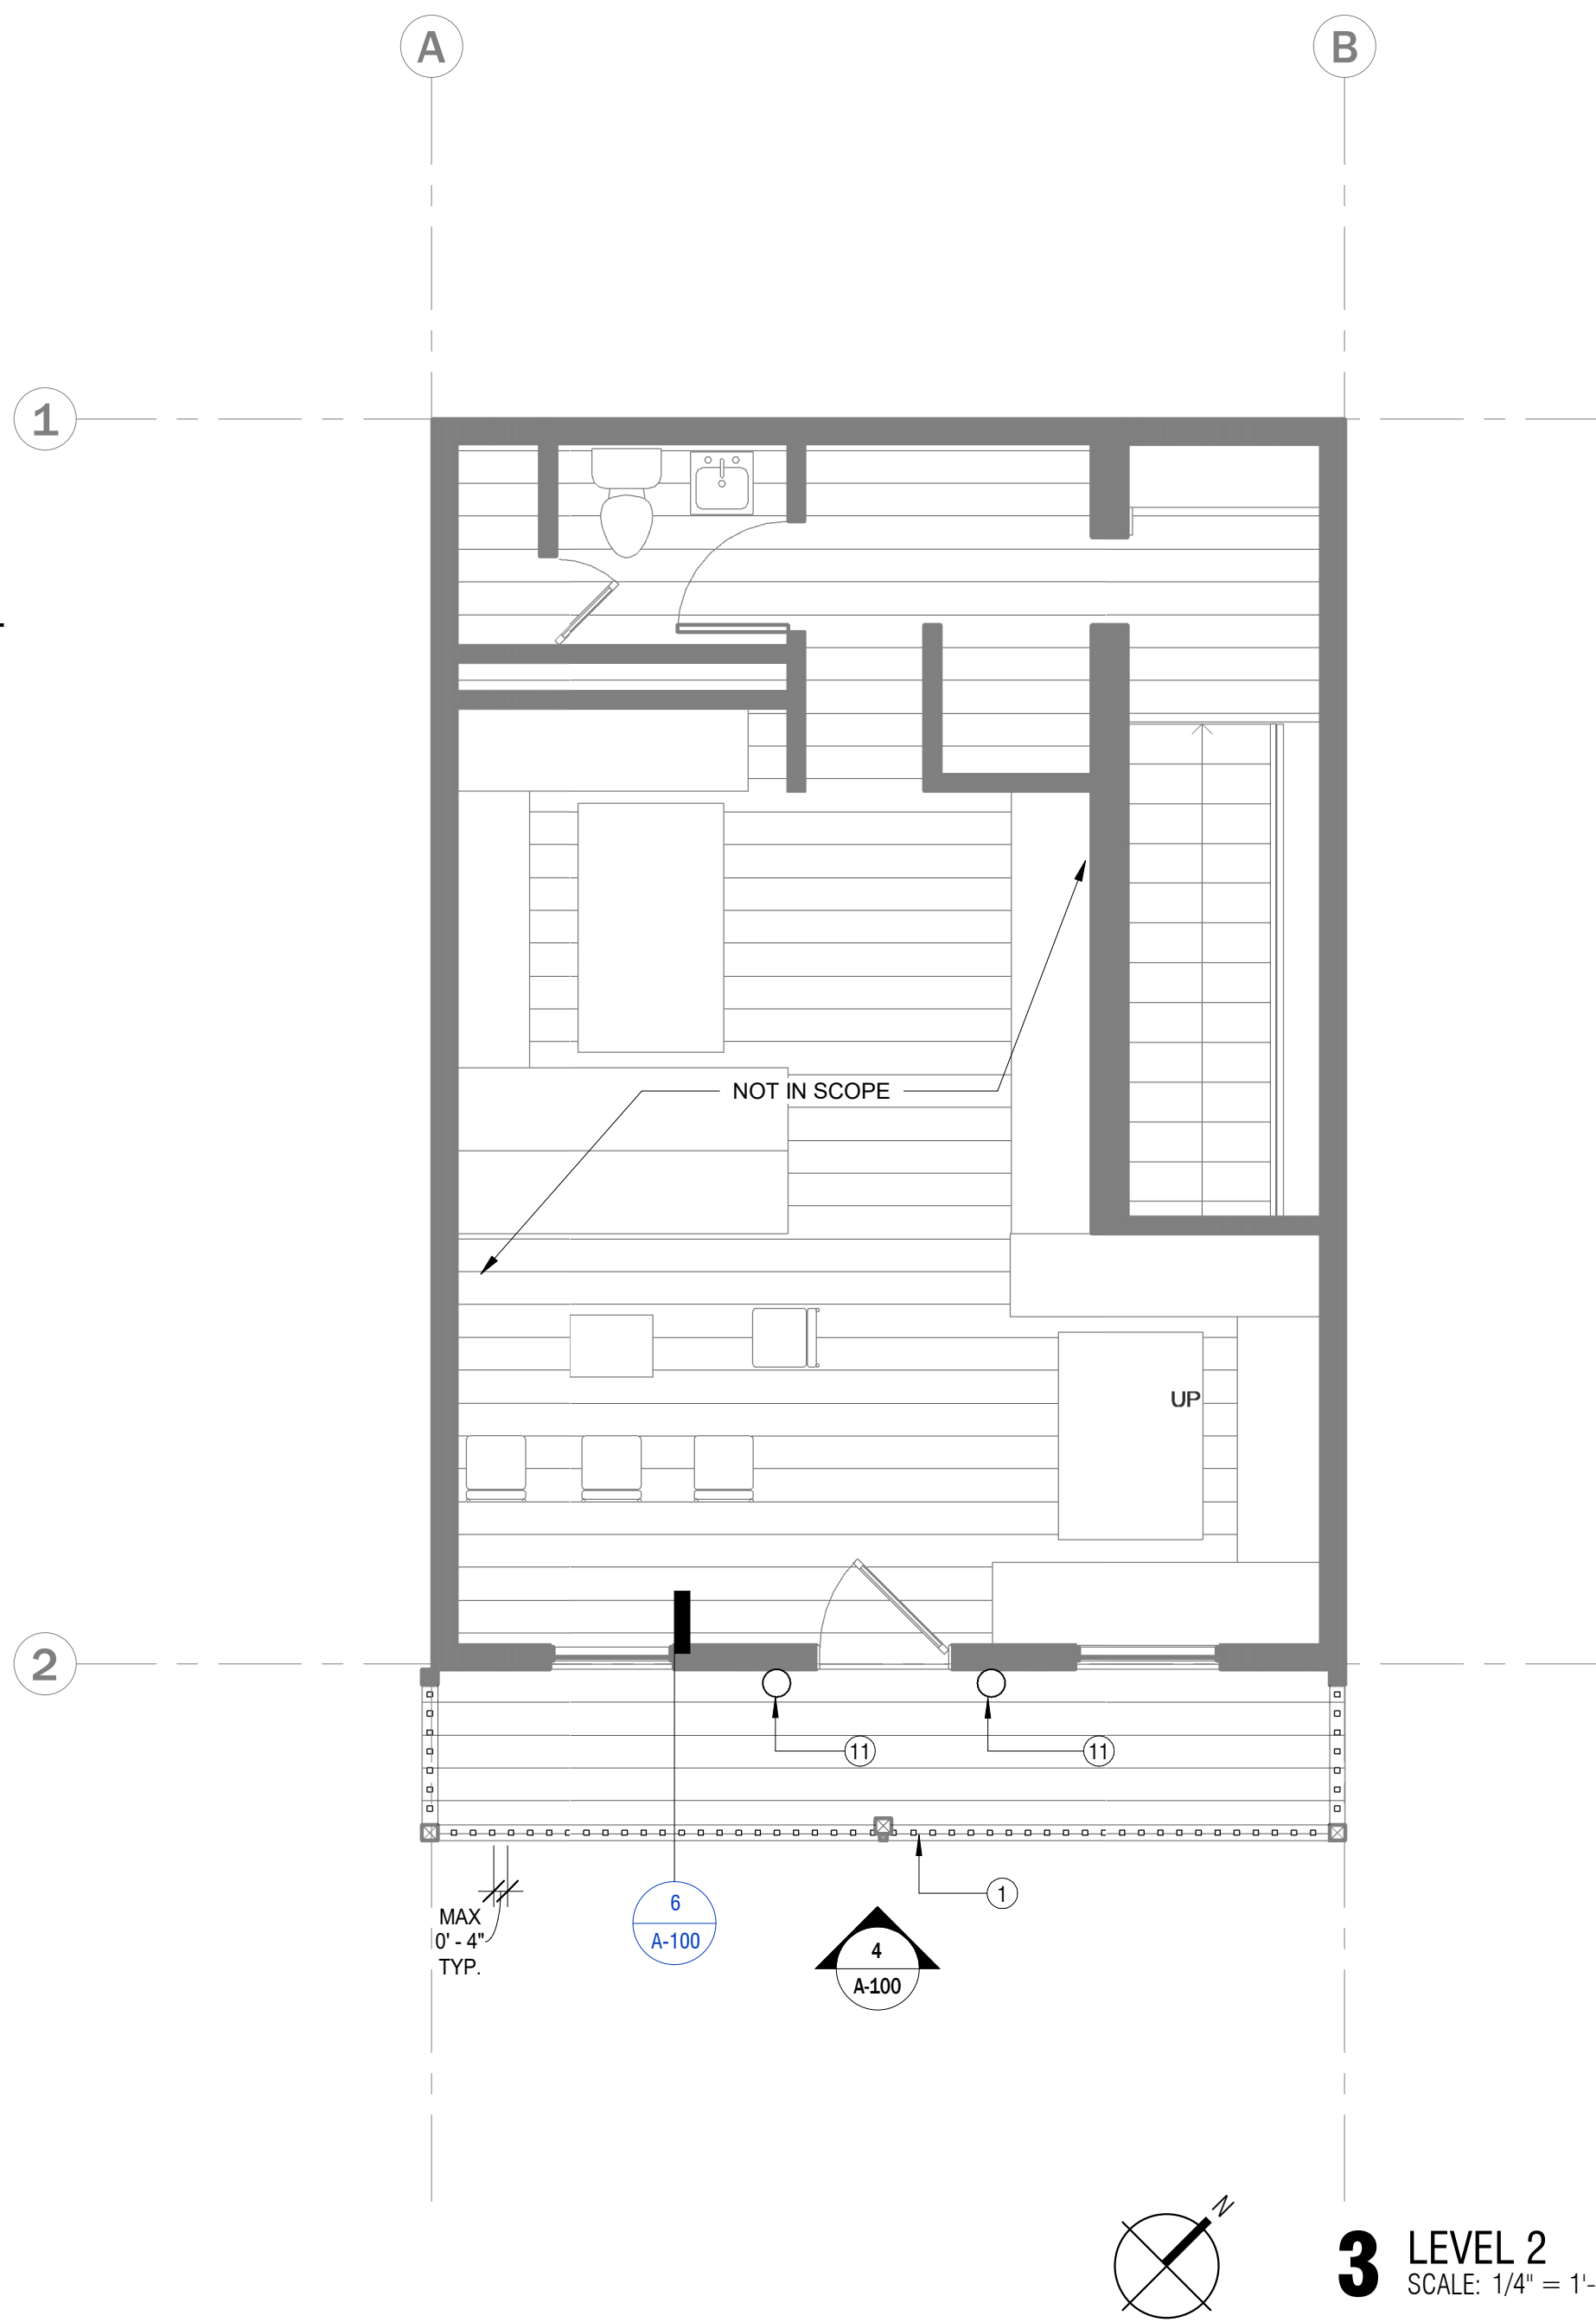 A
B
1
NOT IN SCOPE
UP
2
11
11
1
MAX
0' - 4"
TYP.
6
A-100
4
A-100
N
3
LEVEL 2
SCALE: 1/4" = 1'-